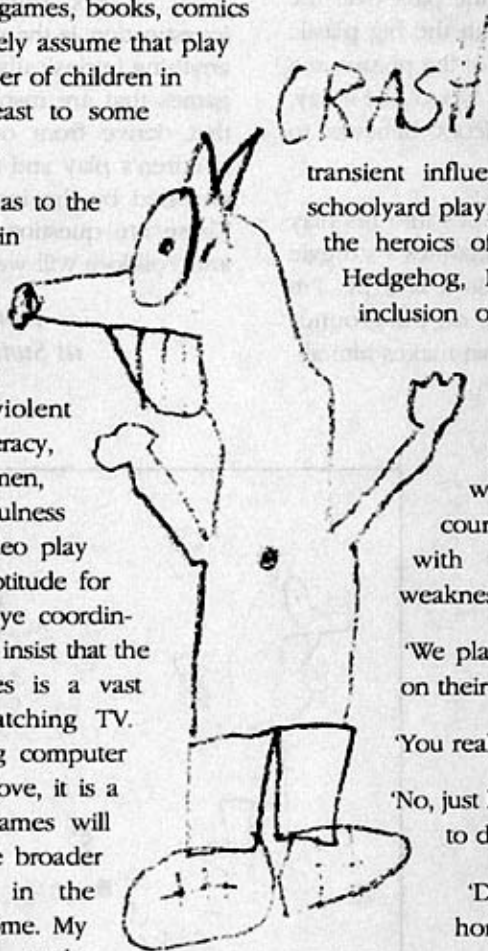 games, books, comics
ely assume that play
er of children in
east to some
as to the
in
violent
eracy,
men,
ulness
eo play
ptitude for
ye coordin-
insist that the
es is a vast
atching TV.
g computer
ove, it is a
ames will
e broader
in the
ome. My
CRASH
transient influe
schoolyard play,
the heroics of
Hedgehog,
inclusion o
w
cour
with
weaknes
'We pla
on their
'You real
'No, just
to d
'D
hor